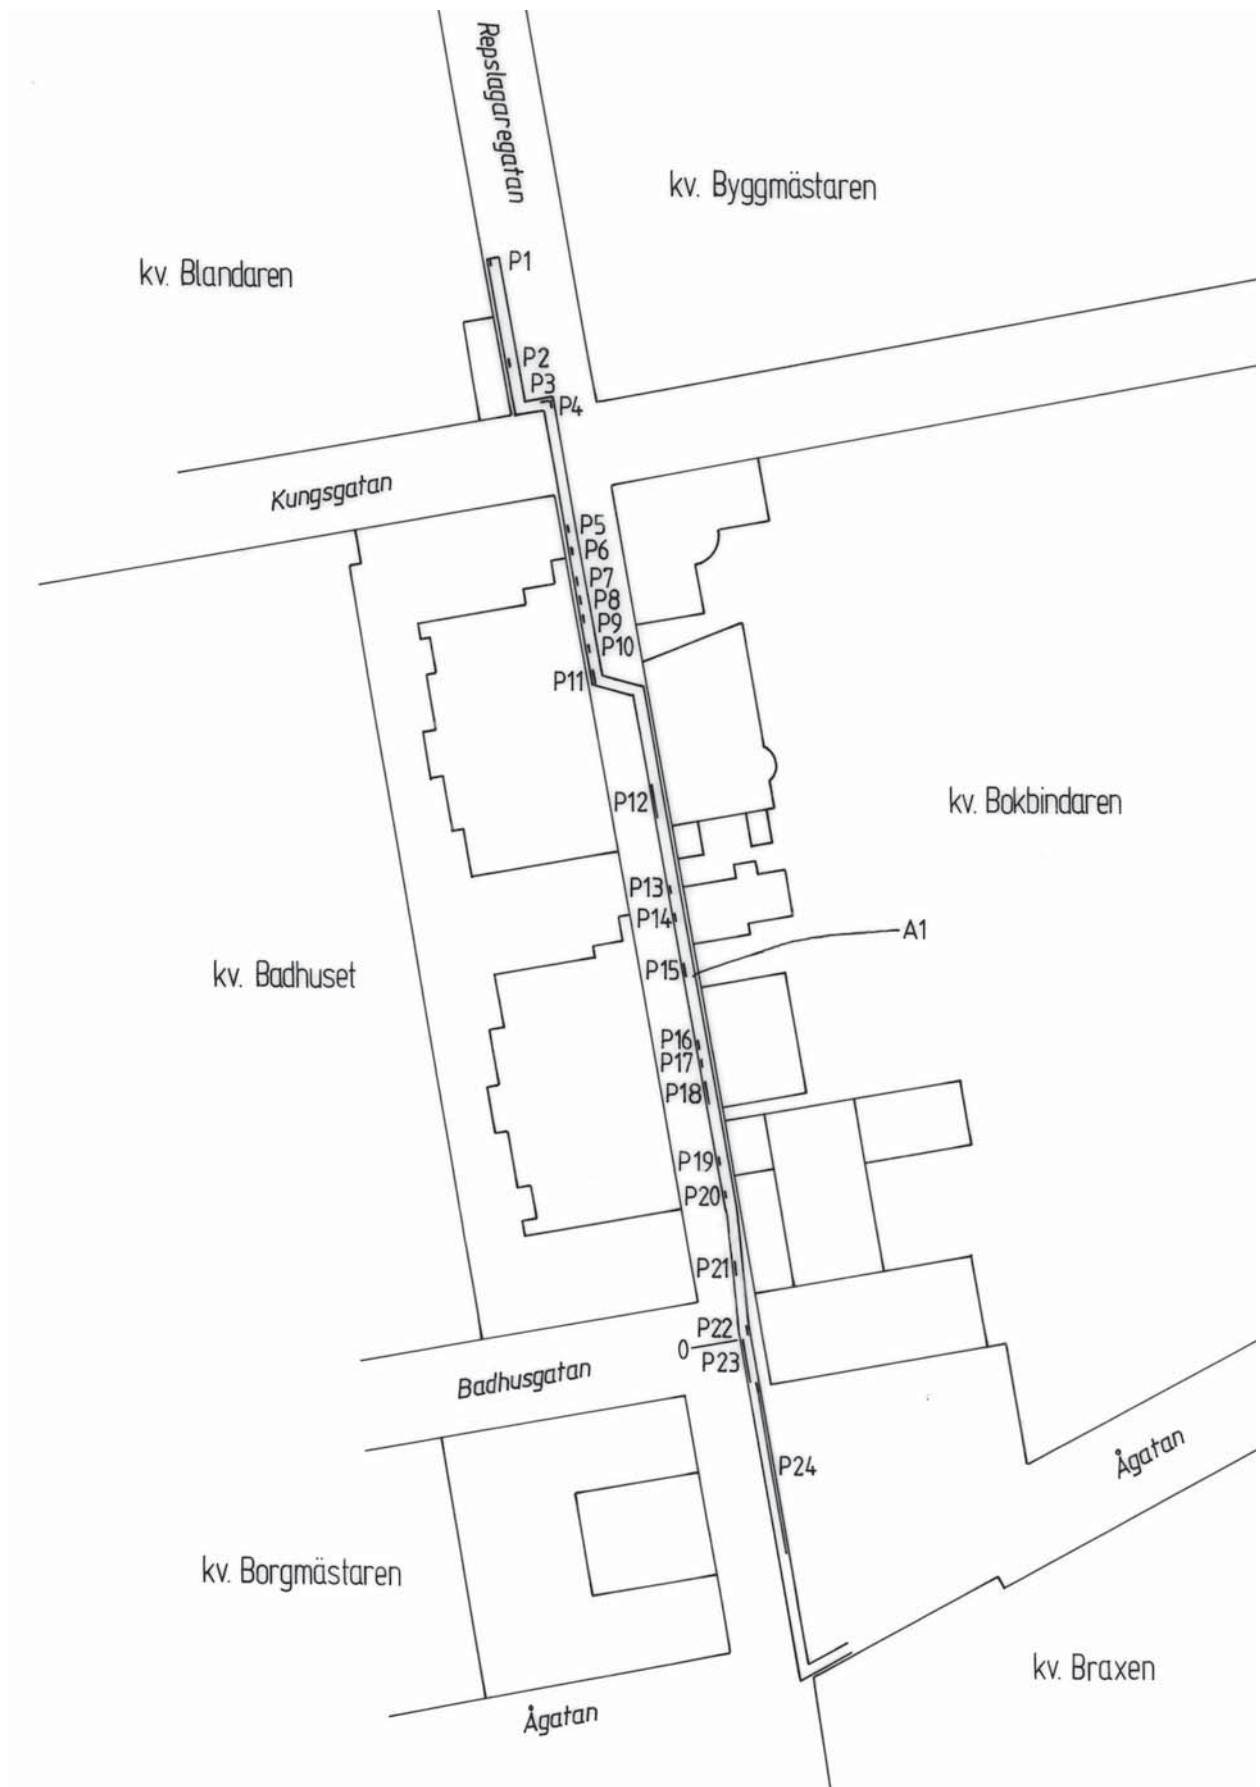 Repslagaregatan
kv. Byggmästaren
kv. Blandaren
P1
P2
P3
P4
Kungsgatan
P5
P6
P7
P8
P9
P10
P11
P12
kv. Bokbindaren
P13
P14
A1
kv. Badhuset
P15
P16
P17
P18
P19
P20
P21
P22
0
P23
Badhusgatan
Ågatan
P24
kv. Borgmästaren
kv. Braxen
Ågatan